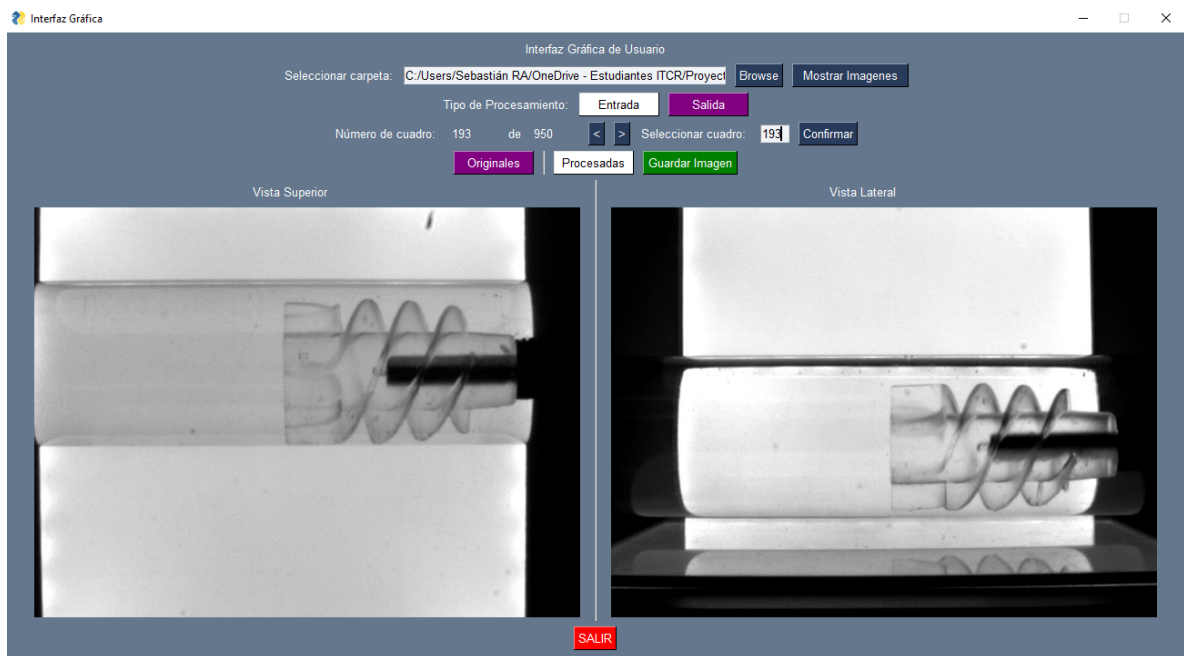 Interfaz Gráfica
Interfaz Gráfica de Usuario
Seleccionar carpeta: C:/Users/Sebastián RA/OneDrive - Estudiantes ITCR/Proyect Browse Mostrar Imagenes
Tipo de Procesamiento: Entrada Salida
Número de cuadro: 193 de 950 < > Seleccionar cuadro: 193 Confirmar
Originales Procesadas Guardar Imagen
Vista Superior Vista Lateral
SALIR